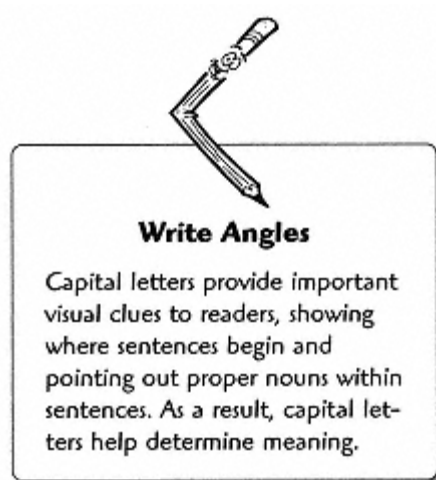 Write Angles
Capital letters provide important
visual clues to readers, showing
where sentences begin and
pointing out proper nouns within
sentences. As a result, capital let-
ters help determine meaning.